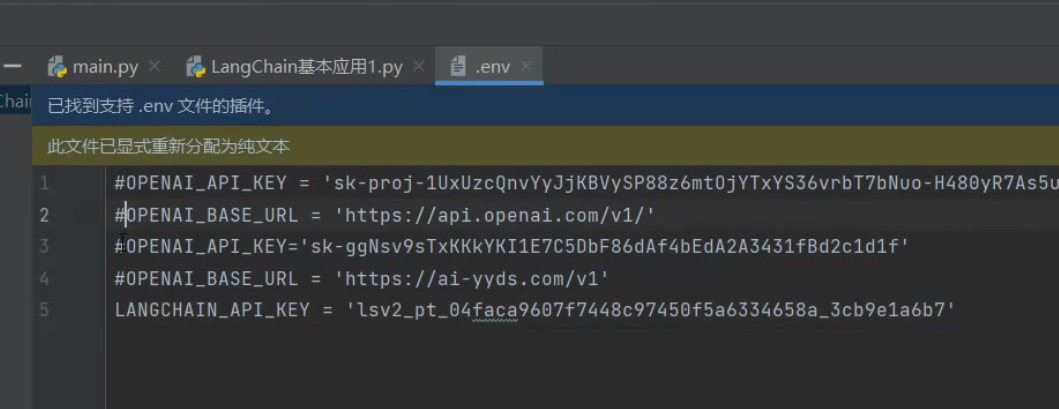 main.py
LangChain基本应用1.py
.env
Chai
已找到支持 .env 文件的插件。
此文件已显式重新分配为纯文本
1 #OPENAI_API_KEY = 'sk-proj-1UxUzcQnvYyJjKBVySP88z6mtOjYTxYS36vrbT7bNuo-H480yR7As5u
2 #OPENAI_BASE_URL = 'https://api.openai.com/v1/'
3 #OPENAI_API_KEY='sk-ggNsv9sTxKKkYKI1E7C5DbF86dAf4bEdA2A3431fBd2c1d1f'
4 #OPENAI_BASE_URL = 'https://ai-yyds.com/v1'
5 LANGCHAIN_API_KEY = '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'